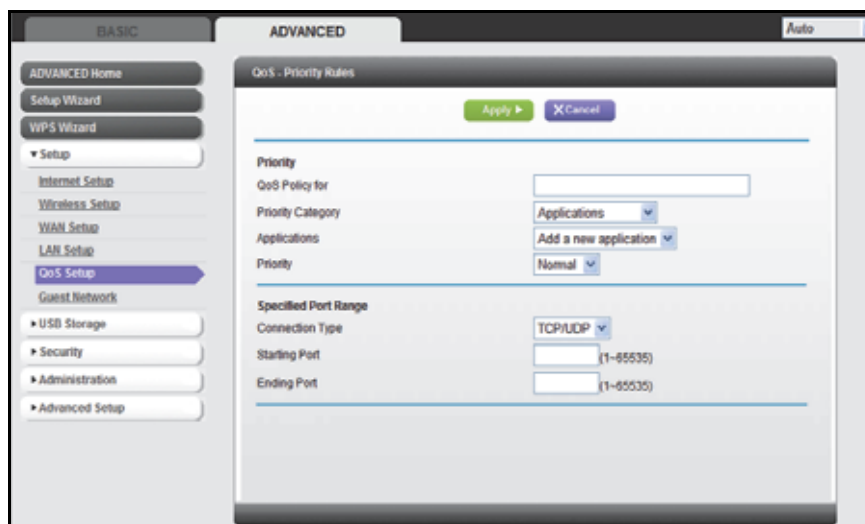 BASIC
ADVANCED
Auto
ADVANCED Home
Setup Wizard
WPS Wizard
▼Setup
Internet Setup
Wireless Setup
WAN Setup
LAN Setup
QoS Setup
Guest Network
▶USB Storage
▶Security
▶Administration
▶Advanced Setup
QoS - Priority Rules
Apply ▶
X Cancel
Priority
QoS Policy for
Priority Category Applications
Applications Add a new application
Priority Normal
Specified Port Range
Connection Type TCP/UDP
Starting Port (1~65535)
Ending Port (1~65535)